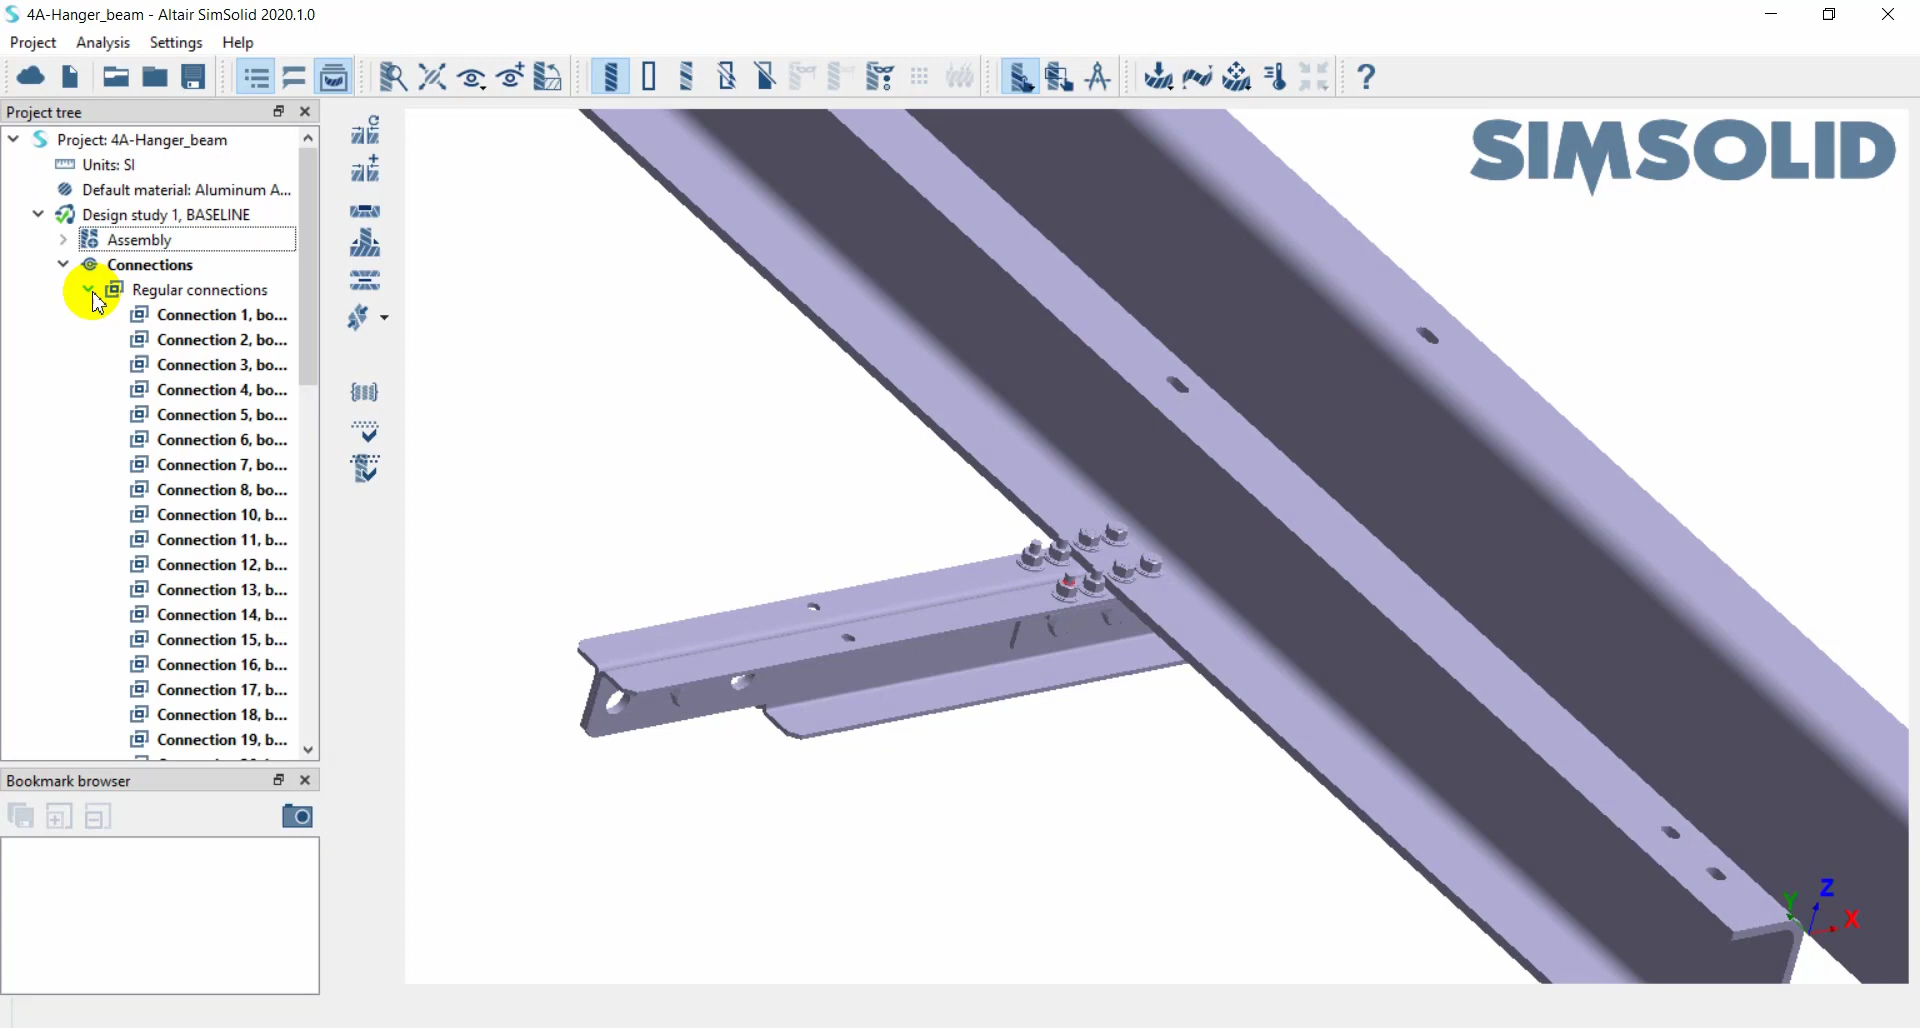 4A-Hanger_beam - Altair SimSolid 2020.1.0
Project Analysis Settings Help
Project tree
Project: 4A-Hanger_beam
Units: SI
Default material: Aluminum A...
Design study 1, BASELINE
Assembly
Connections
Regular connections
Connection 1, bo...
Connection 2, bo...
Connection 3, bo...
Connection 4, bo...
Connection 5, bo...
Connection 6, bo...
Connection 7, bo...
Connection 8, bo...
Connection 10, b...
Connection 11, b...
Connection 12, b...
Connection 13, b...
Connection 14, b...
Connection 15, b...
Connection 16, b...
Connection 17, b...
Connection 18, b...
Connection 19, b...
Bookmark browser
SIMSOLID
Z
Y
X